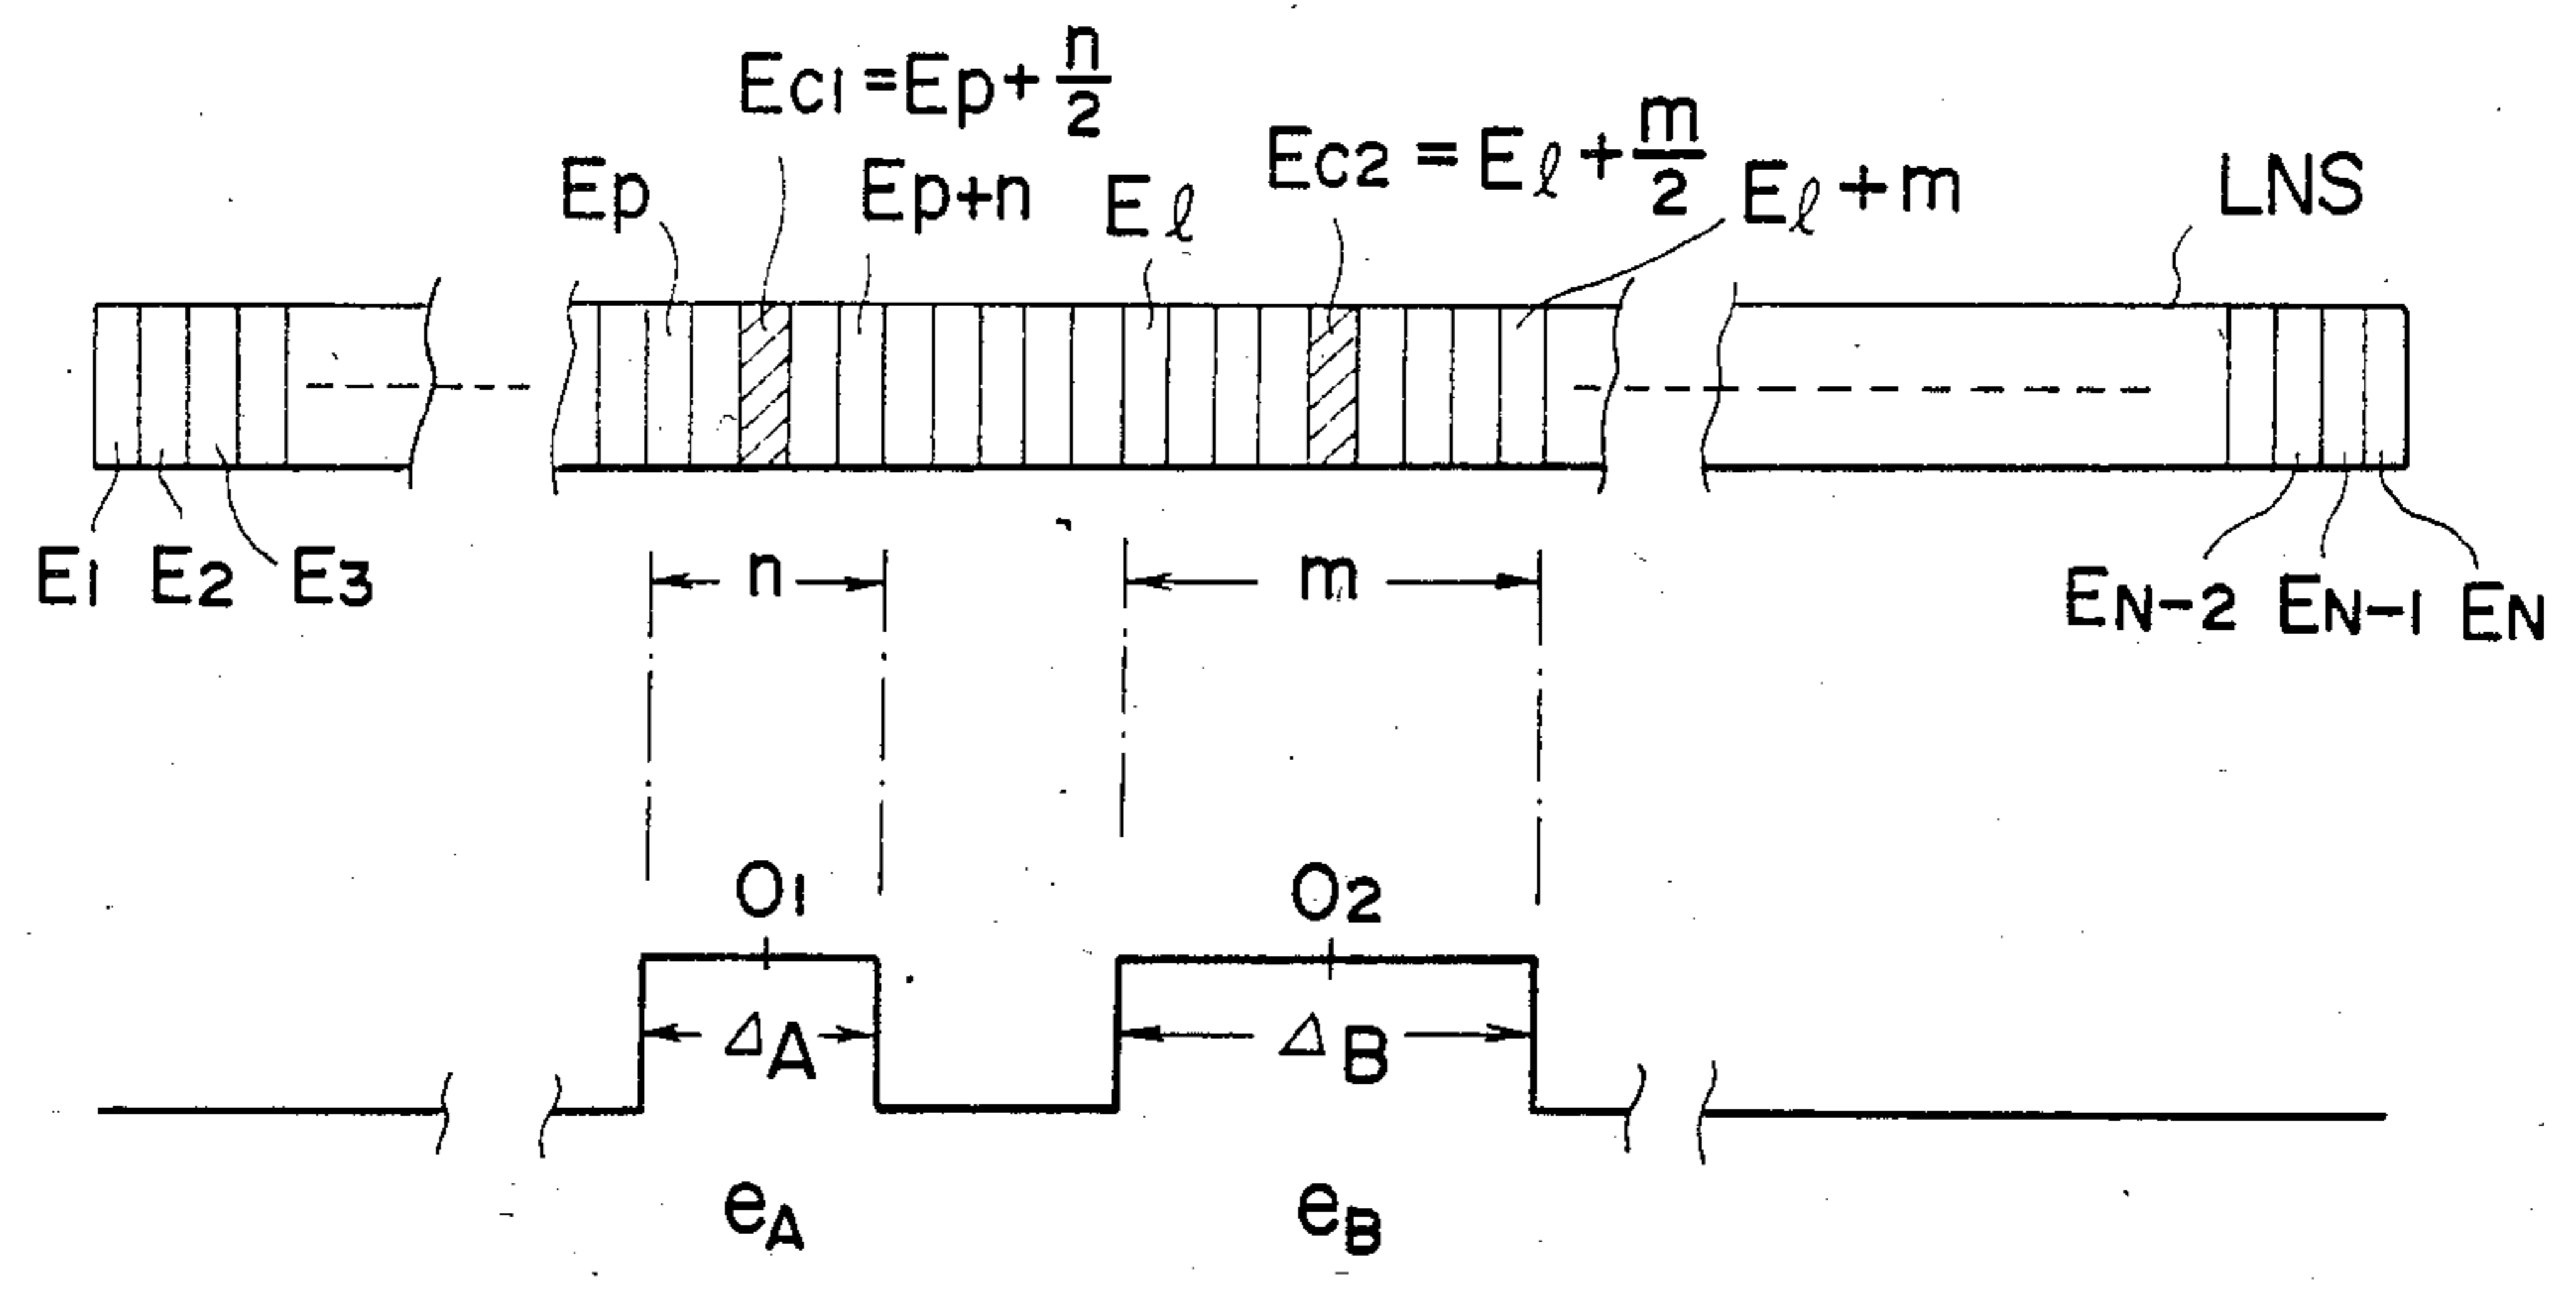 Ec1 = Ep + n/2
Ec2 = Eℓ + m/2
Ep
Ep+n
Eℓ
Eℓ+m
LNS
E1 E2 E3
EN-2 EN-1 EN
n
m
O1
O2
ΔA
ΔB
eA
eB